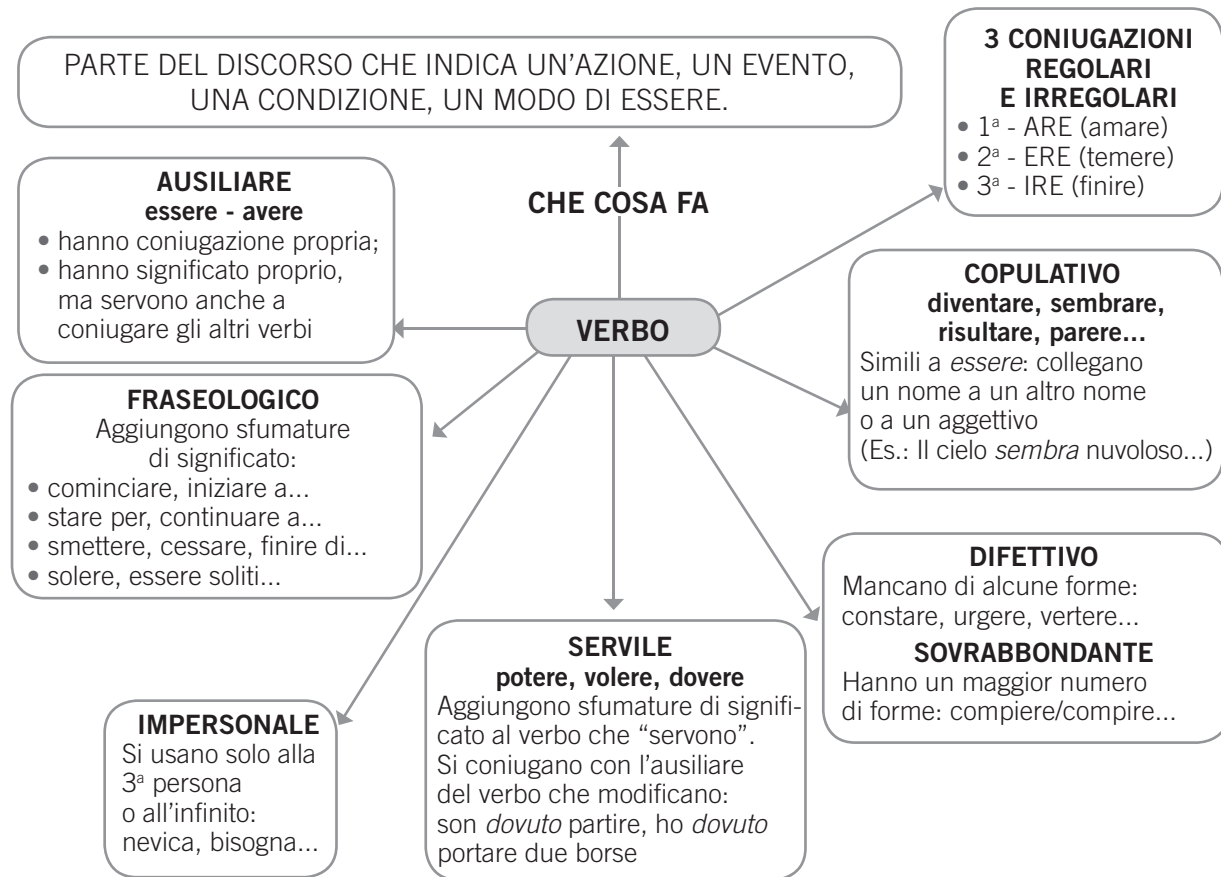 PARTE DEL DISCORSO CHE INDICA UN'AZIONE, UN EVENTO,
UNA CONDIZIONE, UN MODO DI ESSERE.
3 CONIUGAZIONI
REGOLARI
E IRREGOLARI
• 1ª - ARE (amare)
• 2ª - ERE (temere)
• 3ª - IRE (finire)
CHE COSA FA
AUSILIARE
essere - avere
• hanno coniugazione propria;
• hanno significato proprio,
ma servono anche a
coniugare gli altri verbi
VERBO
COPULATIVO
diventare, sembrare,
risultare, parere...
Simili a essere: collegano
un nome a un altro nome
o a un aggettivo
(Es.: Il cielo sembra nuvoloso...)
FRASEOLOGICO
Aggiungono sfumature
di significato:
• cominciare, iniziare a...
• stare per, continuare a...
• smettere, cessare, finire di...
• solere, essere soliti...
DIFETTIVO
Mancano di alcune forme:
constare, urgere, vertere...
SOVRABBONDANTE
Hanno un maggior numero
di forme: compiere/compire...
SERVILE
potere, volere, dovere
Aggiungono sfumature di signifi-
cato al verbo che “servono”.
Si coniugano con l'ausiliare
del verbo che modificano:
son dovuto partire, ho dovuto
portare due borse
IMPERSONALE
Si usano solo alla
3ª persona
o all'infinito:
nevica, bisogna...